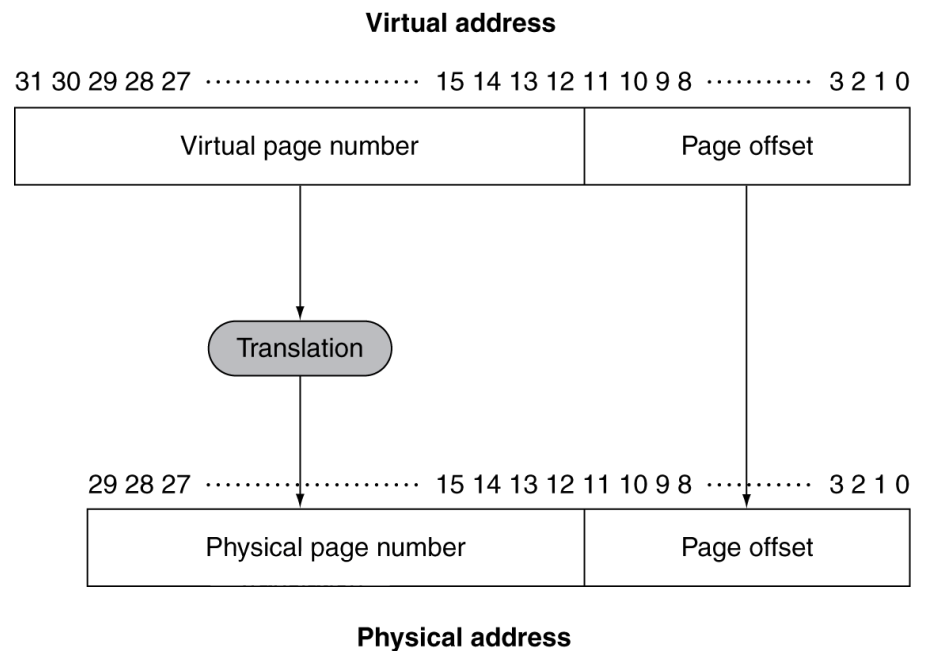 Virtual address
31 30 29 28 27 ······················ 15 14 13 12 11 10 9 8 ··········· 3 2 1 0
Virtual page number Page offset
Translation
29 28 27 ······················ 15 14 13 12 11 10 9 8 ··········· 3 2 1 0
Physical page number Page offset
Physical address